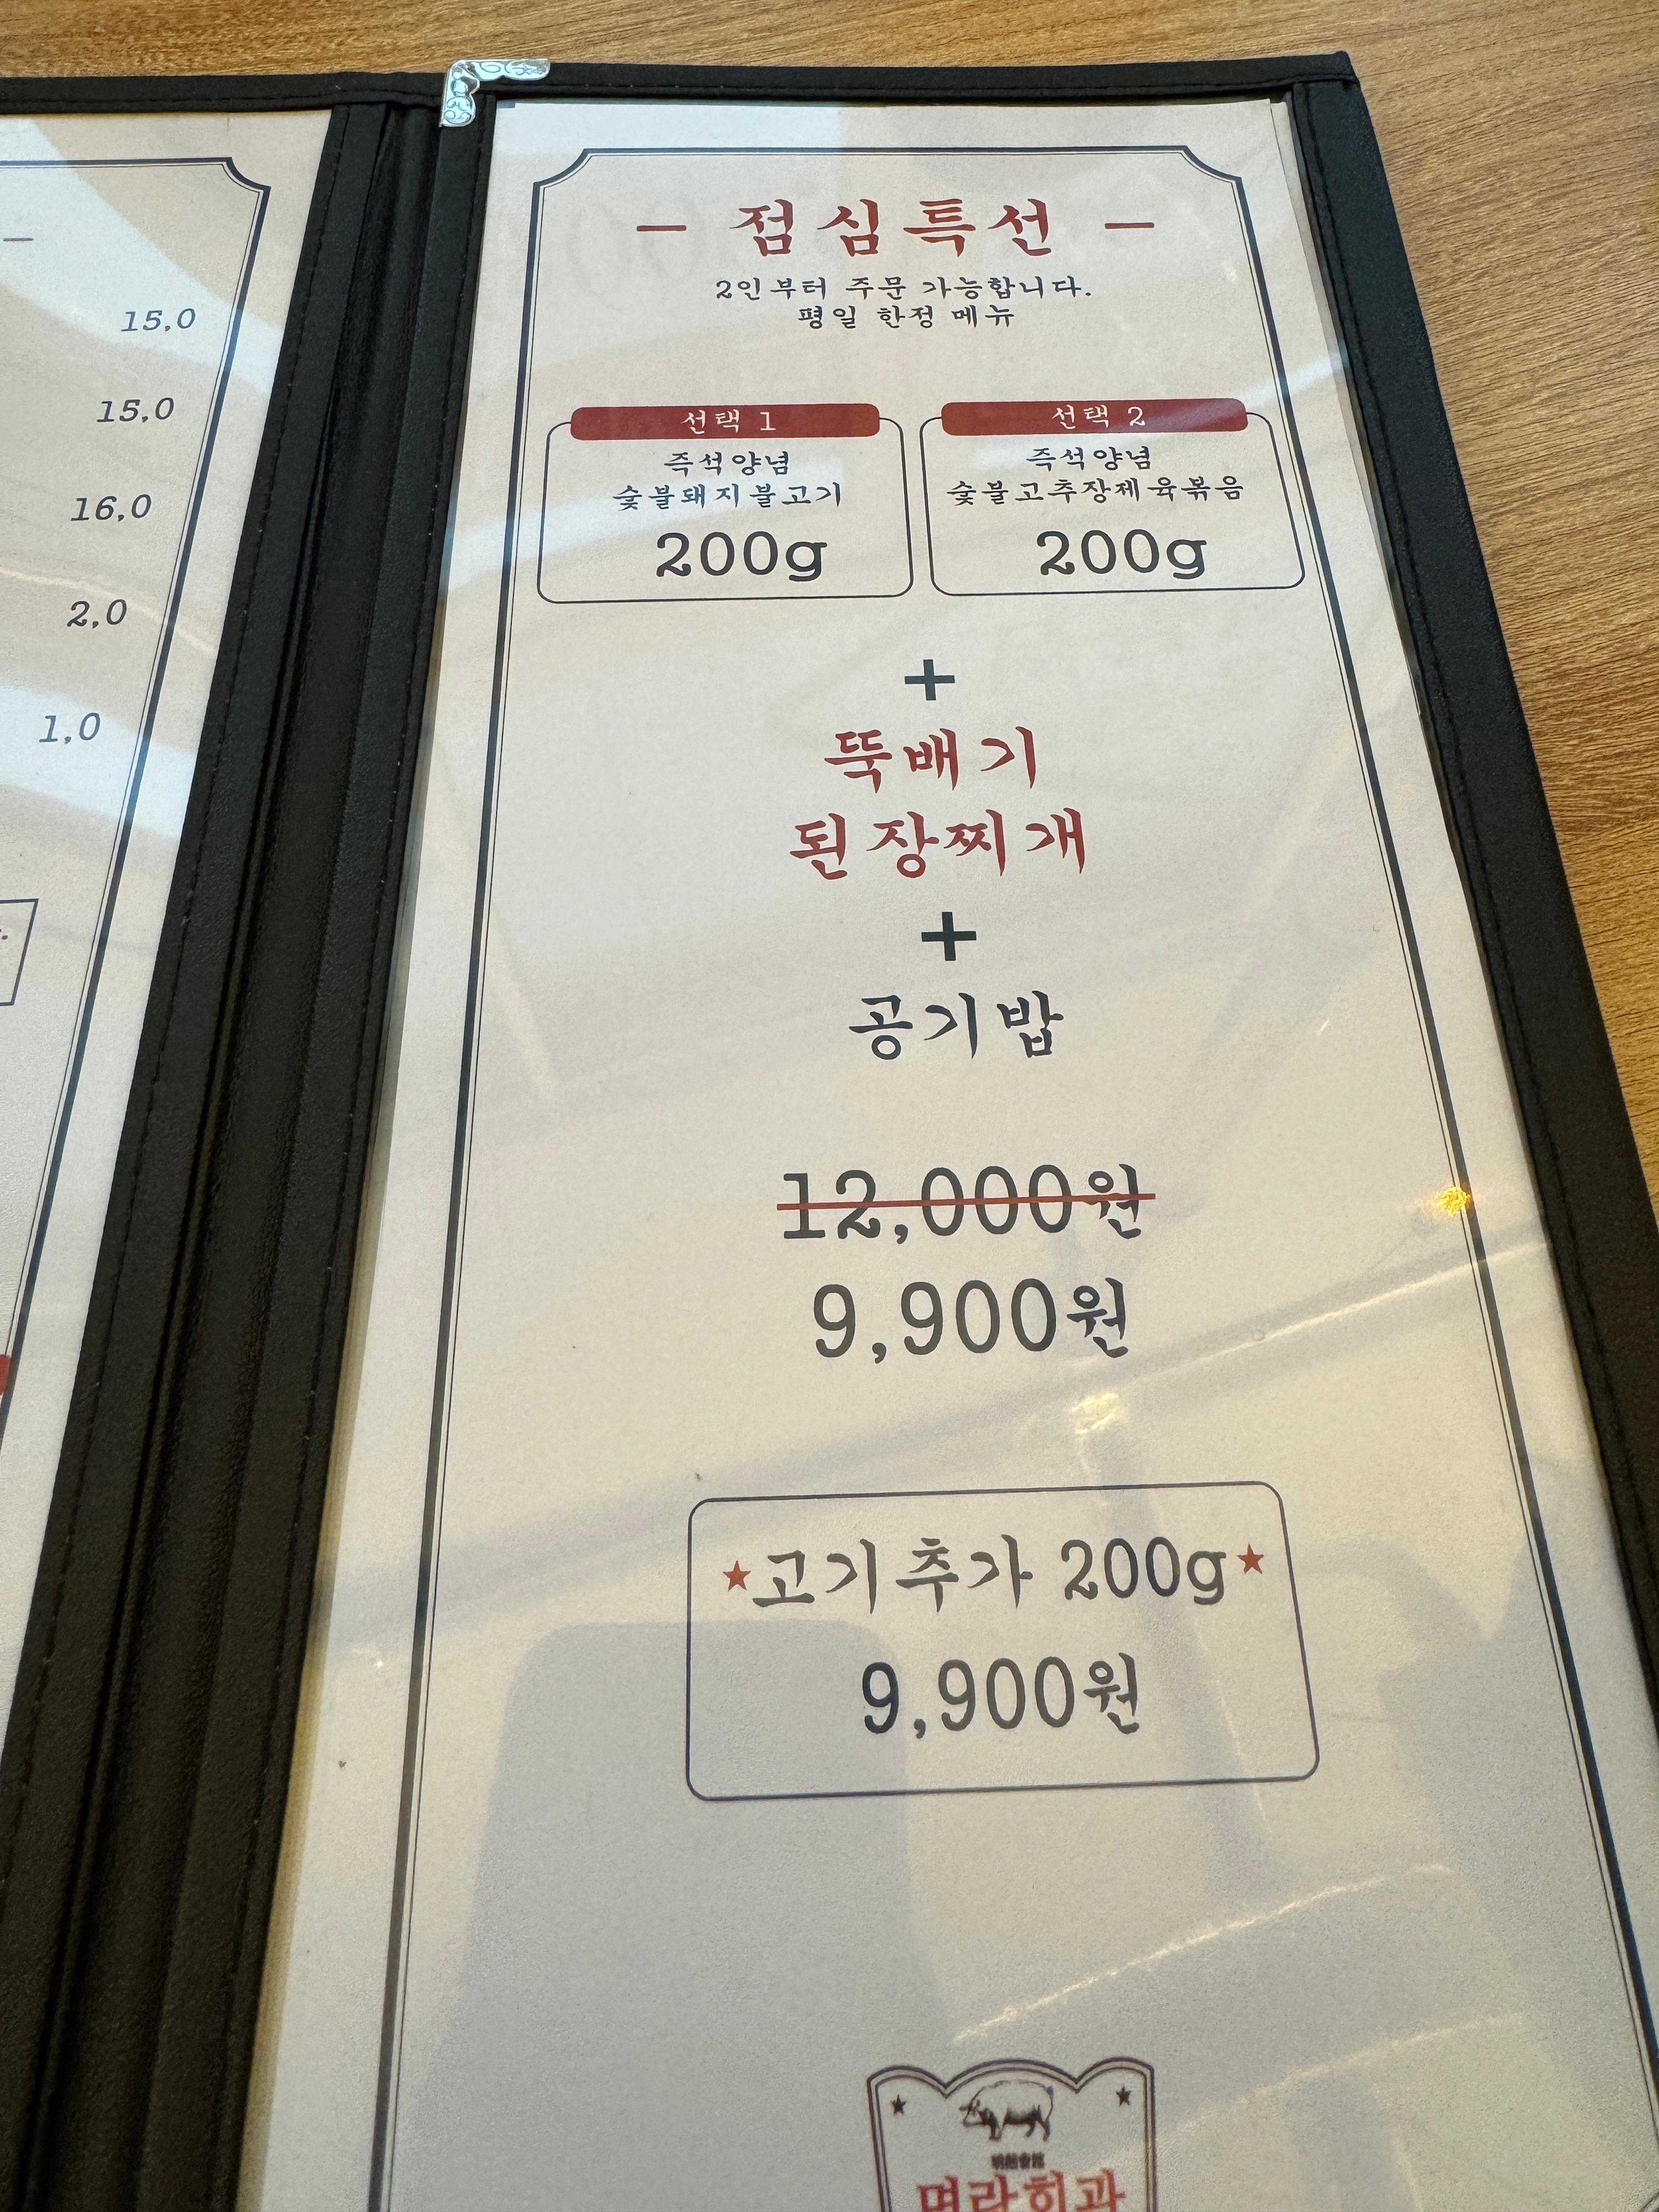 15,0
15,0
16,0
2,0
1,0
- 점심특선 -
2인부터 주문 가능합니다.
평일 한정 메뉴
선택 1
즉석양념
숯불돼지불고기
200g
선택 2
즉석양념
숯불고추장제육볶음
200g
+
뚝배기
된장찌개
+
공기밥
12,000원
9,900원
★고기추가 200g★
9,900원
명랑회관